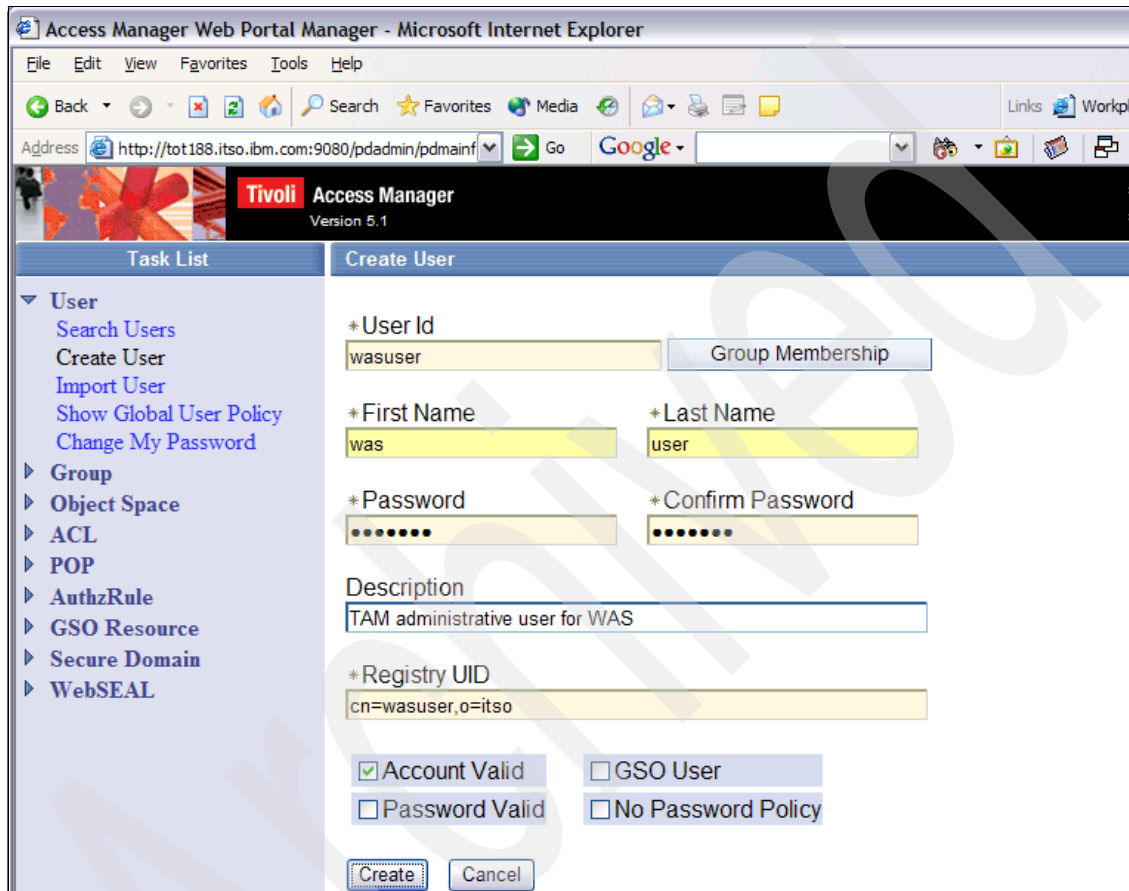 Access Manager Web Portal Manager - Microsoft Internet Explorer
File Edit View Favorites Tools Help
Back Search Favorites Media Links Workpl
Address http://tot188.itso.ibm.com:9080/pdadmin/pdmainf Go Google
Tivoli Access Manager
Version 5.1
Task List
Create User
User
Search Users
Create User
Import User
Show Global User Policy
Change My Password
Group
Object Space
ACL
POP
AuthzRule
GSO Resource
Secure Domain
WebSEAL
*User Id
wasuser Group Membership
*First Name *Last Name
was user
*Password *Confirm Password
••••••• •••••••
Description
TAM administrative user for WAS
*Registry UID
cn=wasuser,o=itso
Account Valid GSO User
Password Valid No Password Policy
Create Cancel
Archived